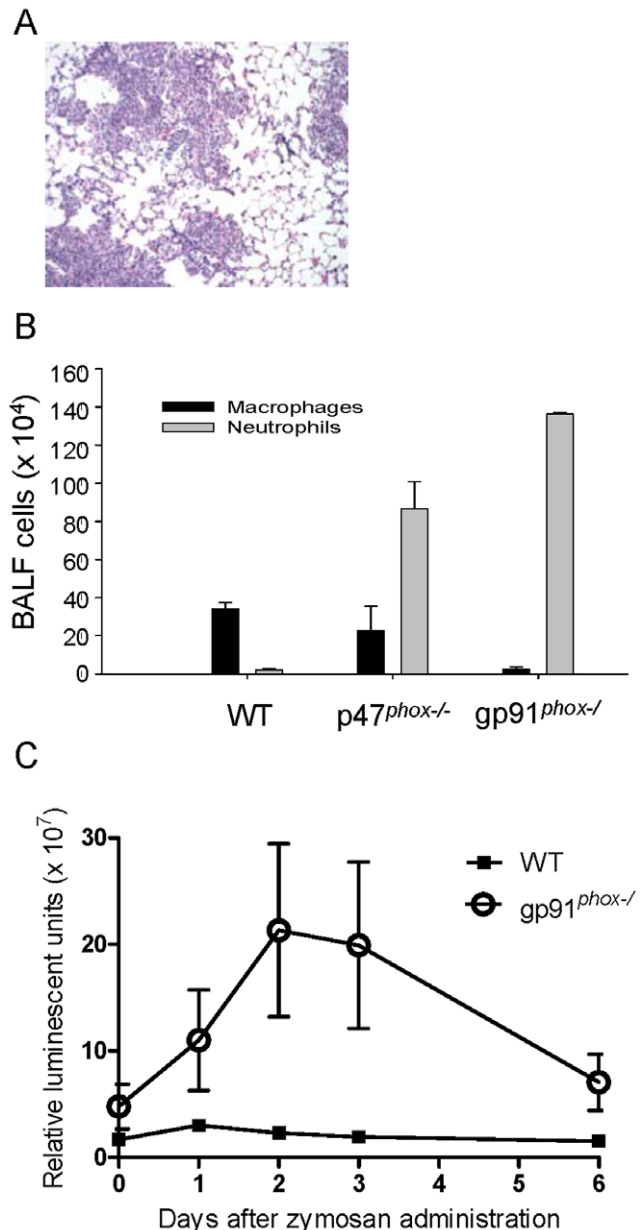 A
B
BALF cells (x 10⁴)
160
140
120
100
80
60
40
20
0
Macrophages
Neutrophils
WT p47phox-/- gp91phox-/
C
Relative luminescent units (x 10⁷)
30
20
10
0
WT
gp91phox-/
0 1 2 3 4 5 6
Days after zymosan administration